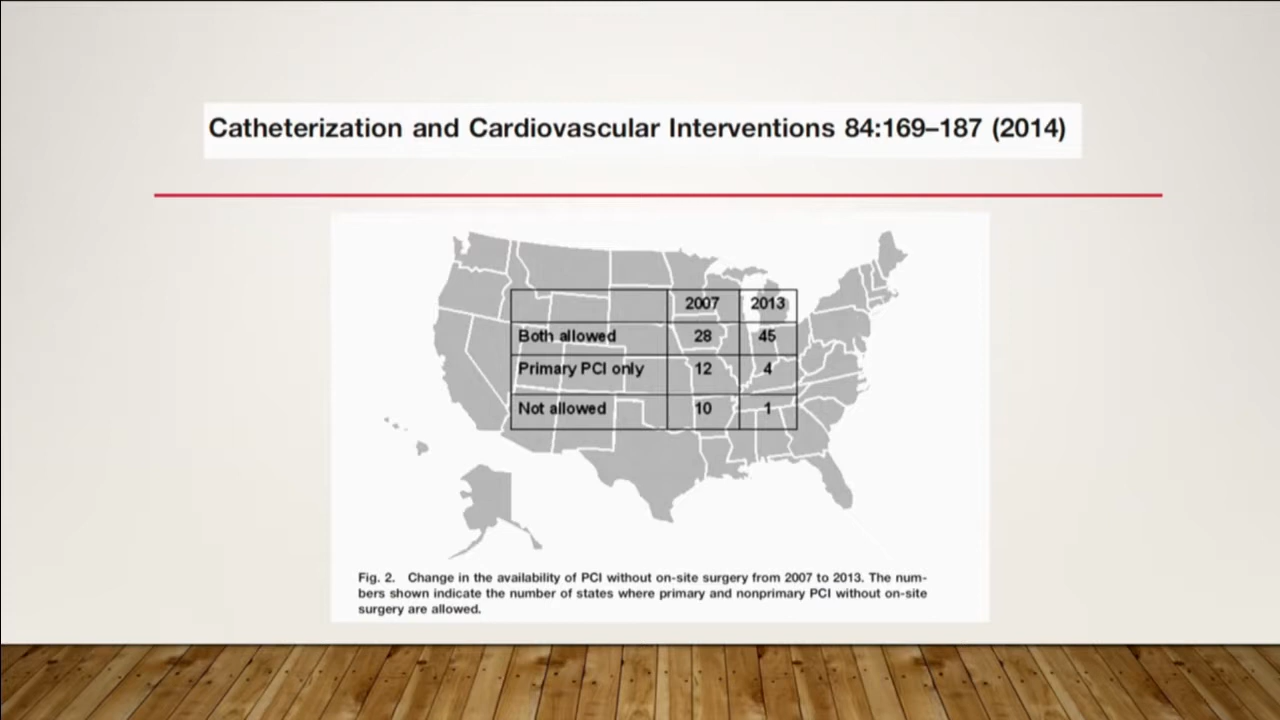 Catheterization and Cardiovascular Interventions 84:169–187 (2014)
2007 2013
Both allowed 28 45
Primary PCI only 12 4
Not allowed 10 1
Fig. 2. Change in the availability of PCI without on-site surgery from 2007 to 2013. The num-
bers shown indicate the number of states where primary and nonprimary PCI without on-site
surgery are allowed.